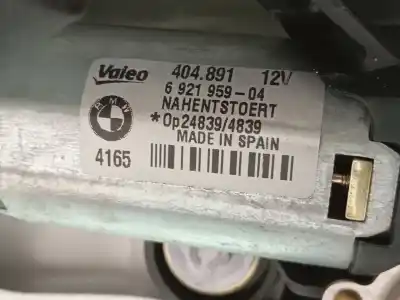 Valeo 404.891 12V
6 921 959-04
BMW NAHENTSTOERT
*Op24839/4839
MADE IN SPAIN
4165